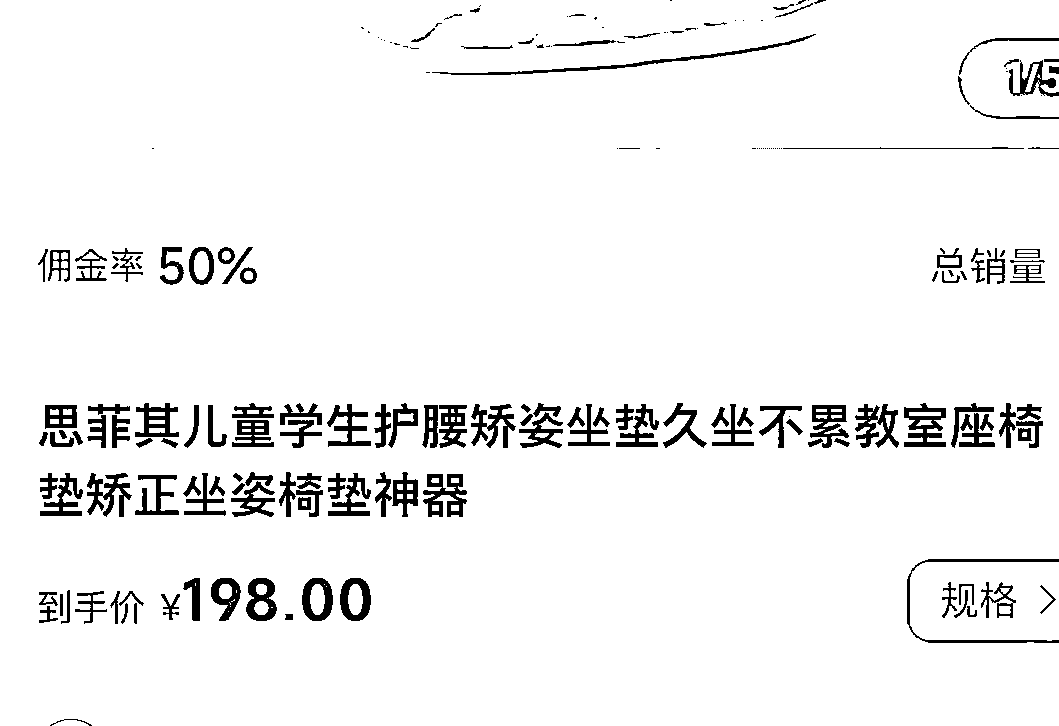 1/5
佣金率 50%
总销量
思菲其儿童学生护腰矫姿坐垫久坐不累教室座椅
垫矫正坐姿椅垫神器
到手价 ¥198.00
规格 >